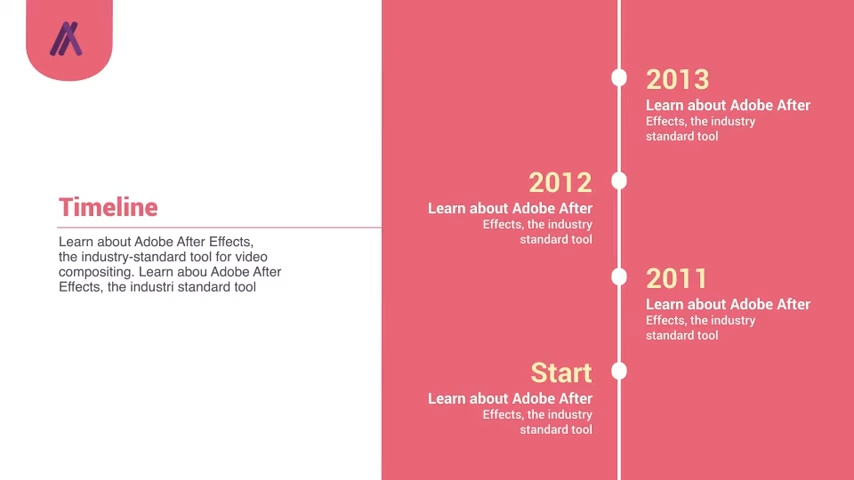 Timeline
Learn about Adobe After Effects,
the industry-standard tool for video
compositing. Learn abou Adobe After
Effects, the industri standard tool
2013
Learn about Adobe After
Effects, the industry
standard tool
2012
Learn about Adobe After
Effects, the industry
standard tool
2011
Learn about Adobe After
Effects, the industry
standard tool
Start
Learn about Adobe After
Effects, the industry
standard tool